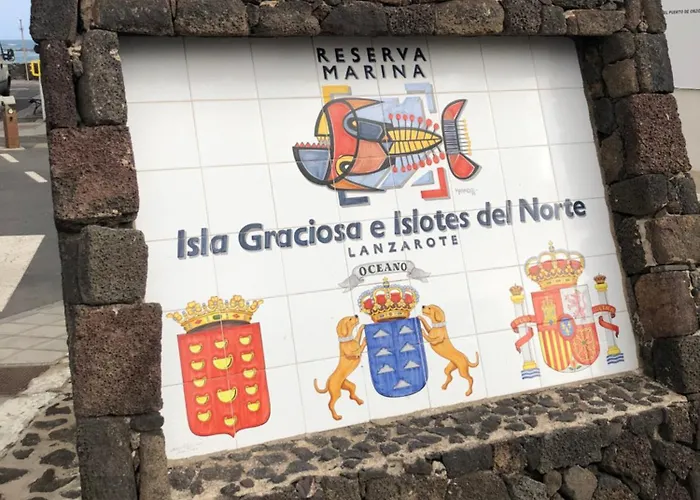 RESERVA
MARINA
Isla Graciosa e Islotes del Norte
LANZAROTE
OCEANO